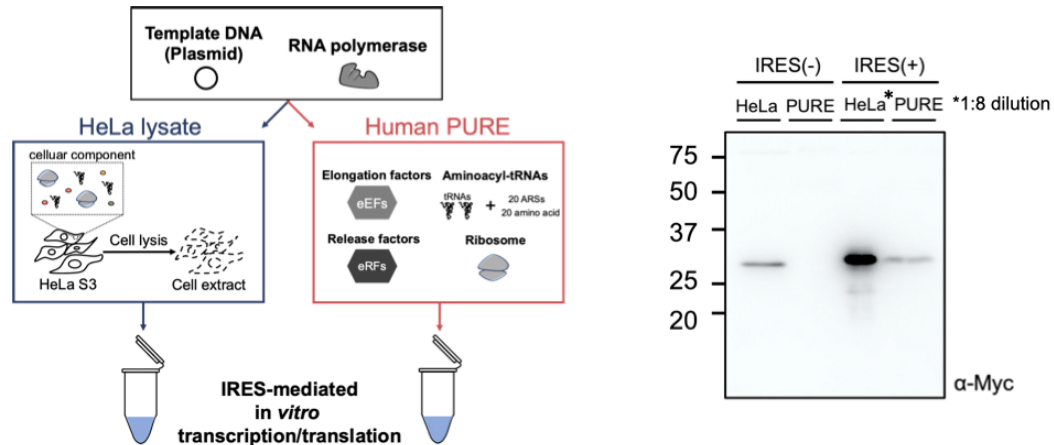 Template DNA
(Plasmid)
RNA polymerase
HeLa lysate
Human PURE
celluar component
Cell lysis
HeLa S3
Cell extract
Elongation factors
eEFs
Aminoacyl-tRNAs
tRNAs
+
20 ARSs
20 amino acid
Release factors
eRFs
Ribosome
IRES-mediated
in vitro
transcription/translation
IRES(-) IRES(+)
HeLa PURE HeLa* PURE *1:8 dilution
75
50
37
25
20
α-Myc